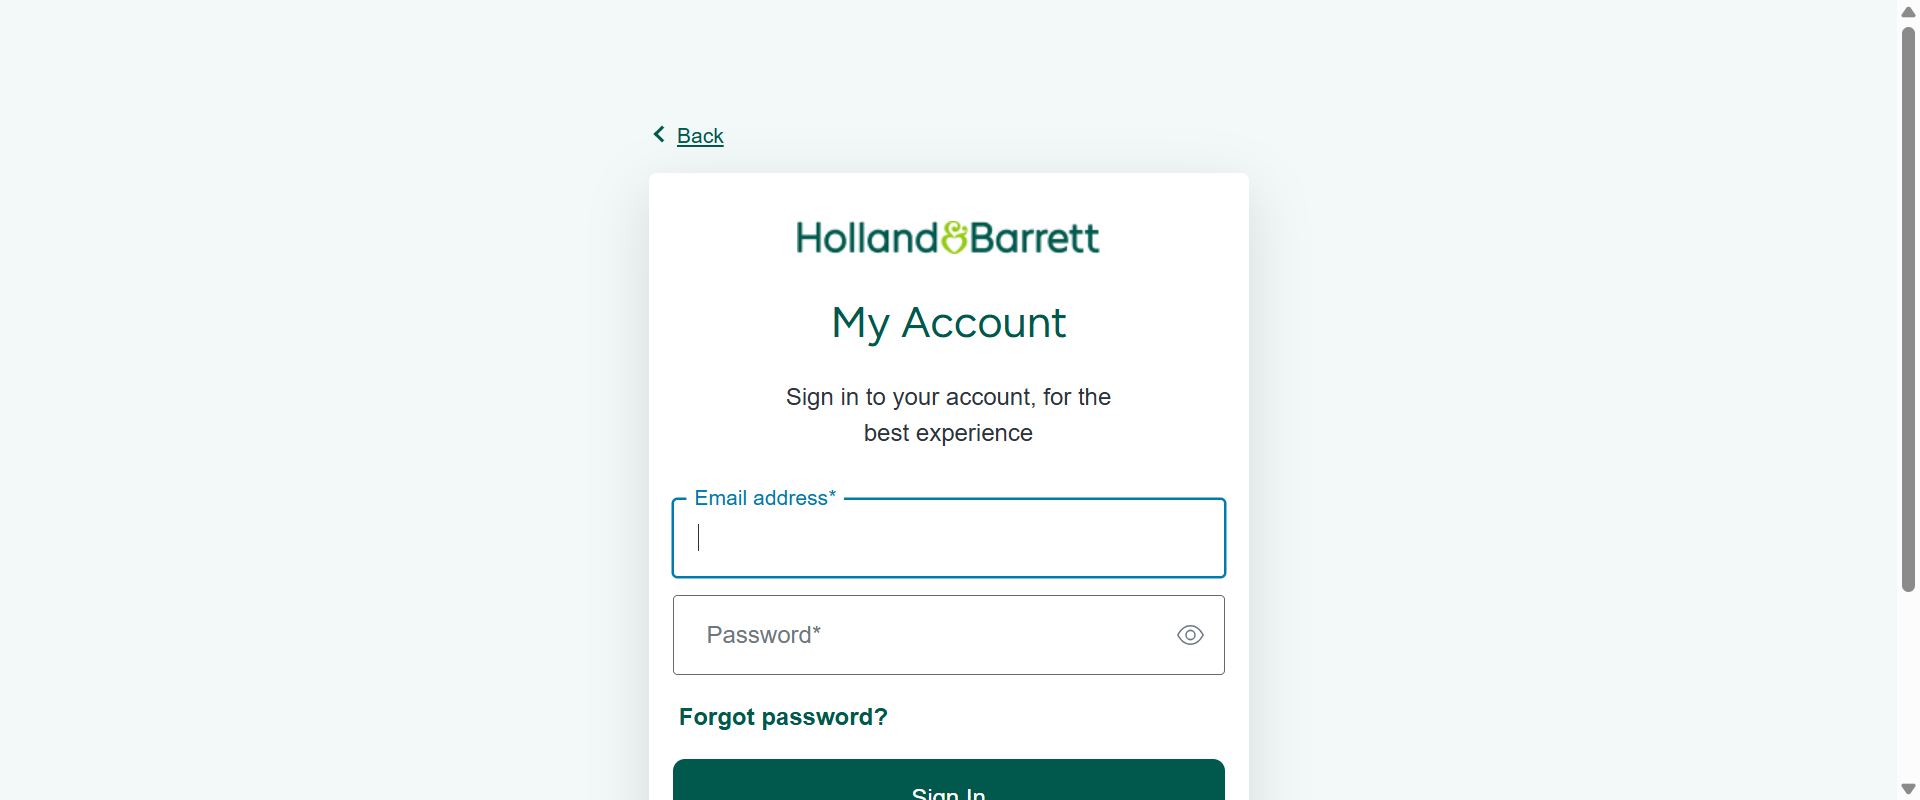 Back
Holland&Barrett
My Account
Sign in to your account, for the
best experience
Email address*
Password*
Forgot password?
Sign In